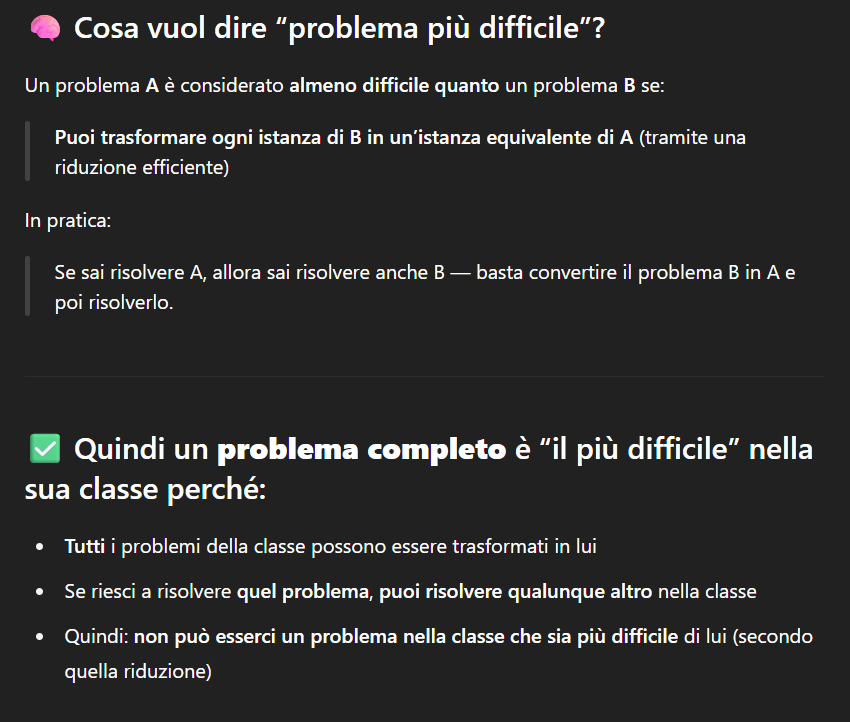 🧠 Cosa vuol dire “problema più difficile”?
Un problema A è considerato almeno difficile quanto un problema B se:
Puoi trasformare ogni istanza di B in un’istanza equivalente di A (tramite una
riduzione efficiente)
In pratica:
Se sai risolvere A, allora sai risolvere anche B — basta convertire il problema B in A e
poi risolverlo.
✅ Quindi un problema completo è “il più difficile” nella
sua classe perché:
• Tutti i problemi della classe possono essere trasformati in lui
• Se riesci a risolvere quel problema, puoi risolvere qualunque altro nella classe
• Quindi: non può esserci un problema nella classe che sia più difficile di lui (secondo
quella riduzione)